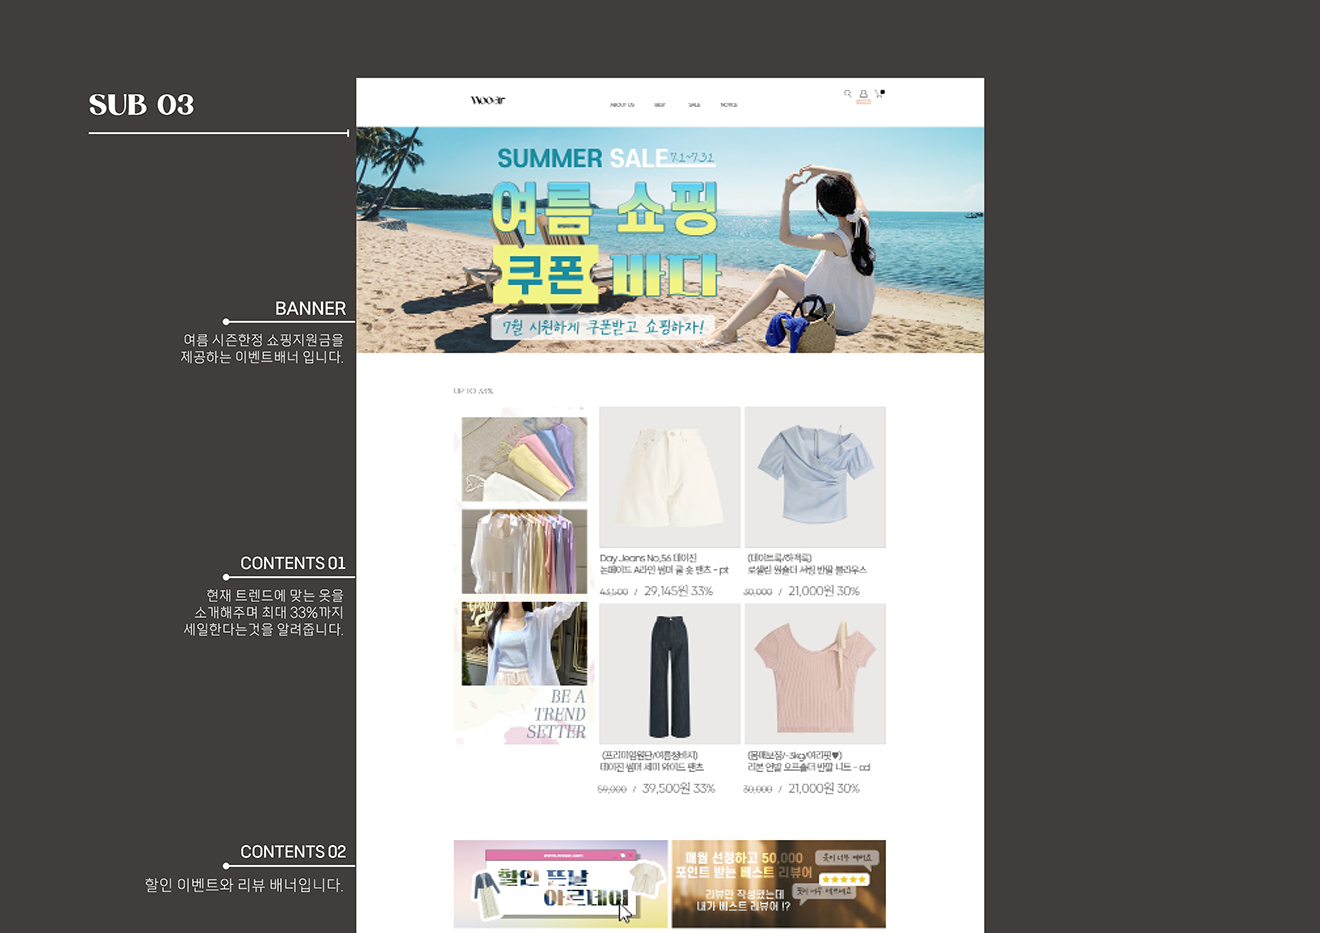 SUB 03
ABOUT US
BEST
SALE
NOTICE
SUMMER SALE 7.1~7.31
여름 쇼핑
쿠폰 바다
7월 시원하게 쿠폰받고 쇼핑하자!
BANNER
여름 시즌한정 쇼핑지원금을
제공하는 이벤트배너 입니다.
UP TO 33%
BE A
TREND
SETTER
Day Jeans No,56 데이진
논페이드 A라인 썸머 쿨 숏 팬츠 - pt
43,500 / 29,145원 33%
(데이트룩/하객룩)
로셀린 원숄더 셔링 반팔 블라우스
30,000 / 21,000원 30%
(프리미엄원단/여름청바지)
데이진 썸머 세미 와이드 팬츠
59,000 / 39,500원 33%
(몸매보정/-3kg/여리핏♥)
리본 언발 오프숄더 반팔 니트 - cd
30,000 / 21,000원 30%
CONTENTS 01
현재 트렌드에 맞는 옷을
소개해주며 최대 33%까지
세일한다는것을 알려줍니다.
CONTENTS 02
할인 이벤트와 리뷰 배너입니다.
매월 선정하고 50,000
포인트 받는 베스트 리뷰어
리뷰만 작성했는데
내가 베스트 리뷰어 !?